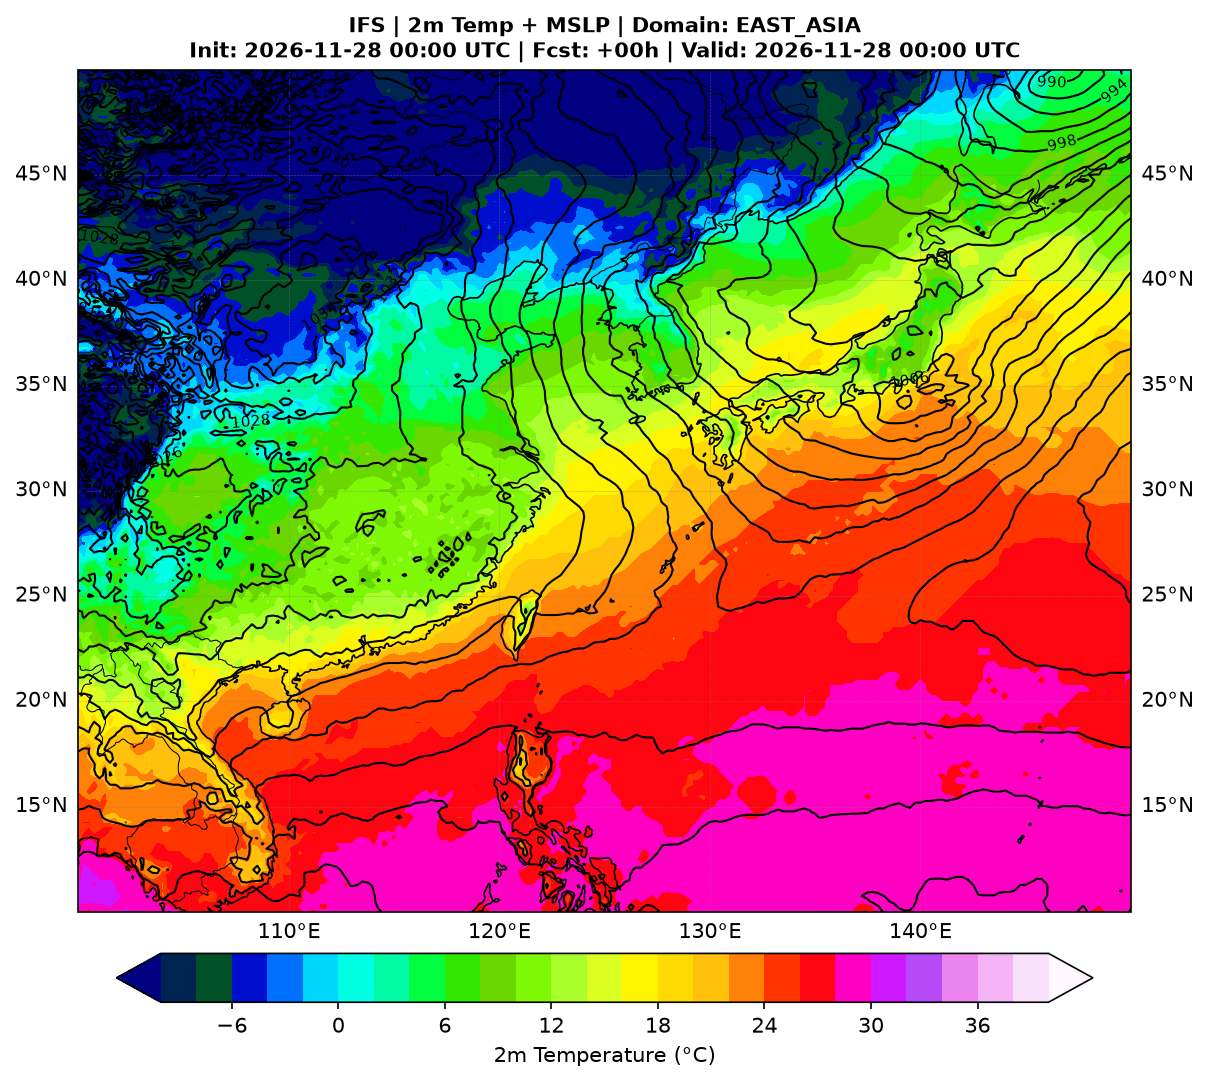 IFS | 2m Temp + MSLP | Domain: EAST_ASIA
Init: 2026-11-28 00:00 UTC | Fcst: +00h | Valid: 2026-11-28 00:00 UTC
990
994
998
45°N
45°N
1028
40°N
40°N
35°N
1006
35°N
1028
1016
30°N
30°N
25°N
25°N
20°N
20°N
15°N
15°N
110°E
120°E
130°E
140°E
−6
0
6
12
18
24
30
36
2m Temperature (°C)